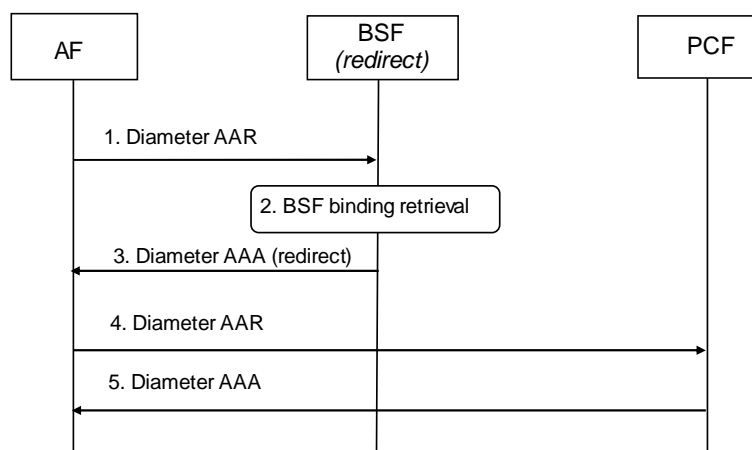 AF
BSF
(redirect)
PCF
1. Diameter AAR
2. BSF binding retrieval
3. Diameter AAA (redirect)
4. Diameter AAR
5. Diameter AAA